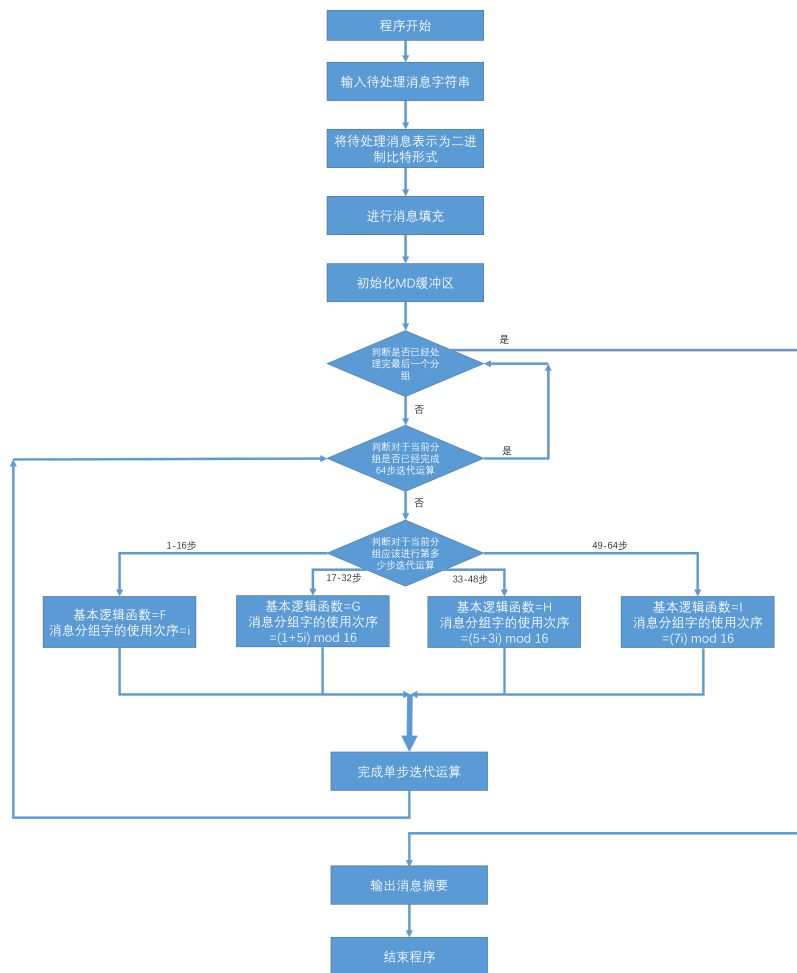 程序开始
输入待处理消息字符串
将待处理消息表示为二进
制比特形式
进行消息填充
初始化MD缓冲区
判断是否已经处
理完最后一个分
组
是
否
判断对于当前分
组是否已经完成
64步迭代运算
是
否
判断对于当前分
组应该进行第多
少步迭代运算
1-16步
17-32步
33-48步
49-64步
基本逻辑函数=F
消息分组字的使用次序=i
基本逻辑函数=G
消息分组字的使用次序
=(1+5i) mod 16
基本逻辑函数=H
消息分组字的使用次序
=(5+3i) mod 16
基本逻辑函数=I
消息分组字的使用次序
=(7i) mod 16
完成单步迭代运算
输出消息摘要
结束程序